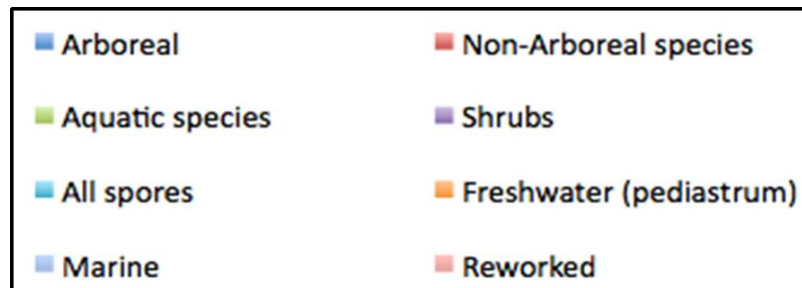 Arboreal Non-Arboreal species
Aquatic species Shrubs
All spores Freshwater (pediastrum)
Marine Reworked